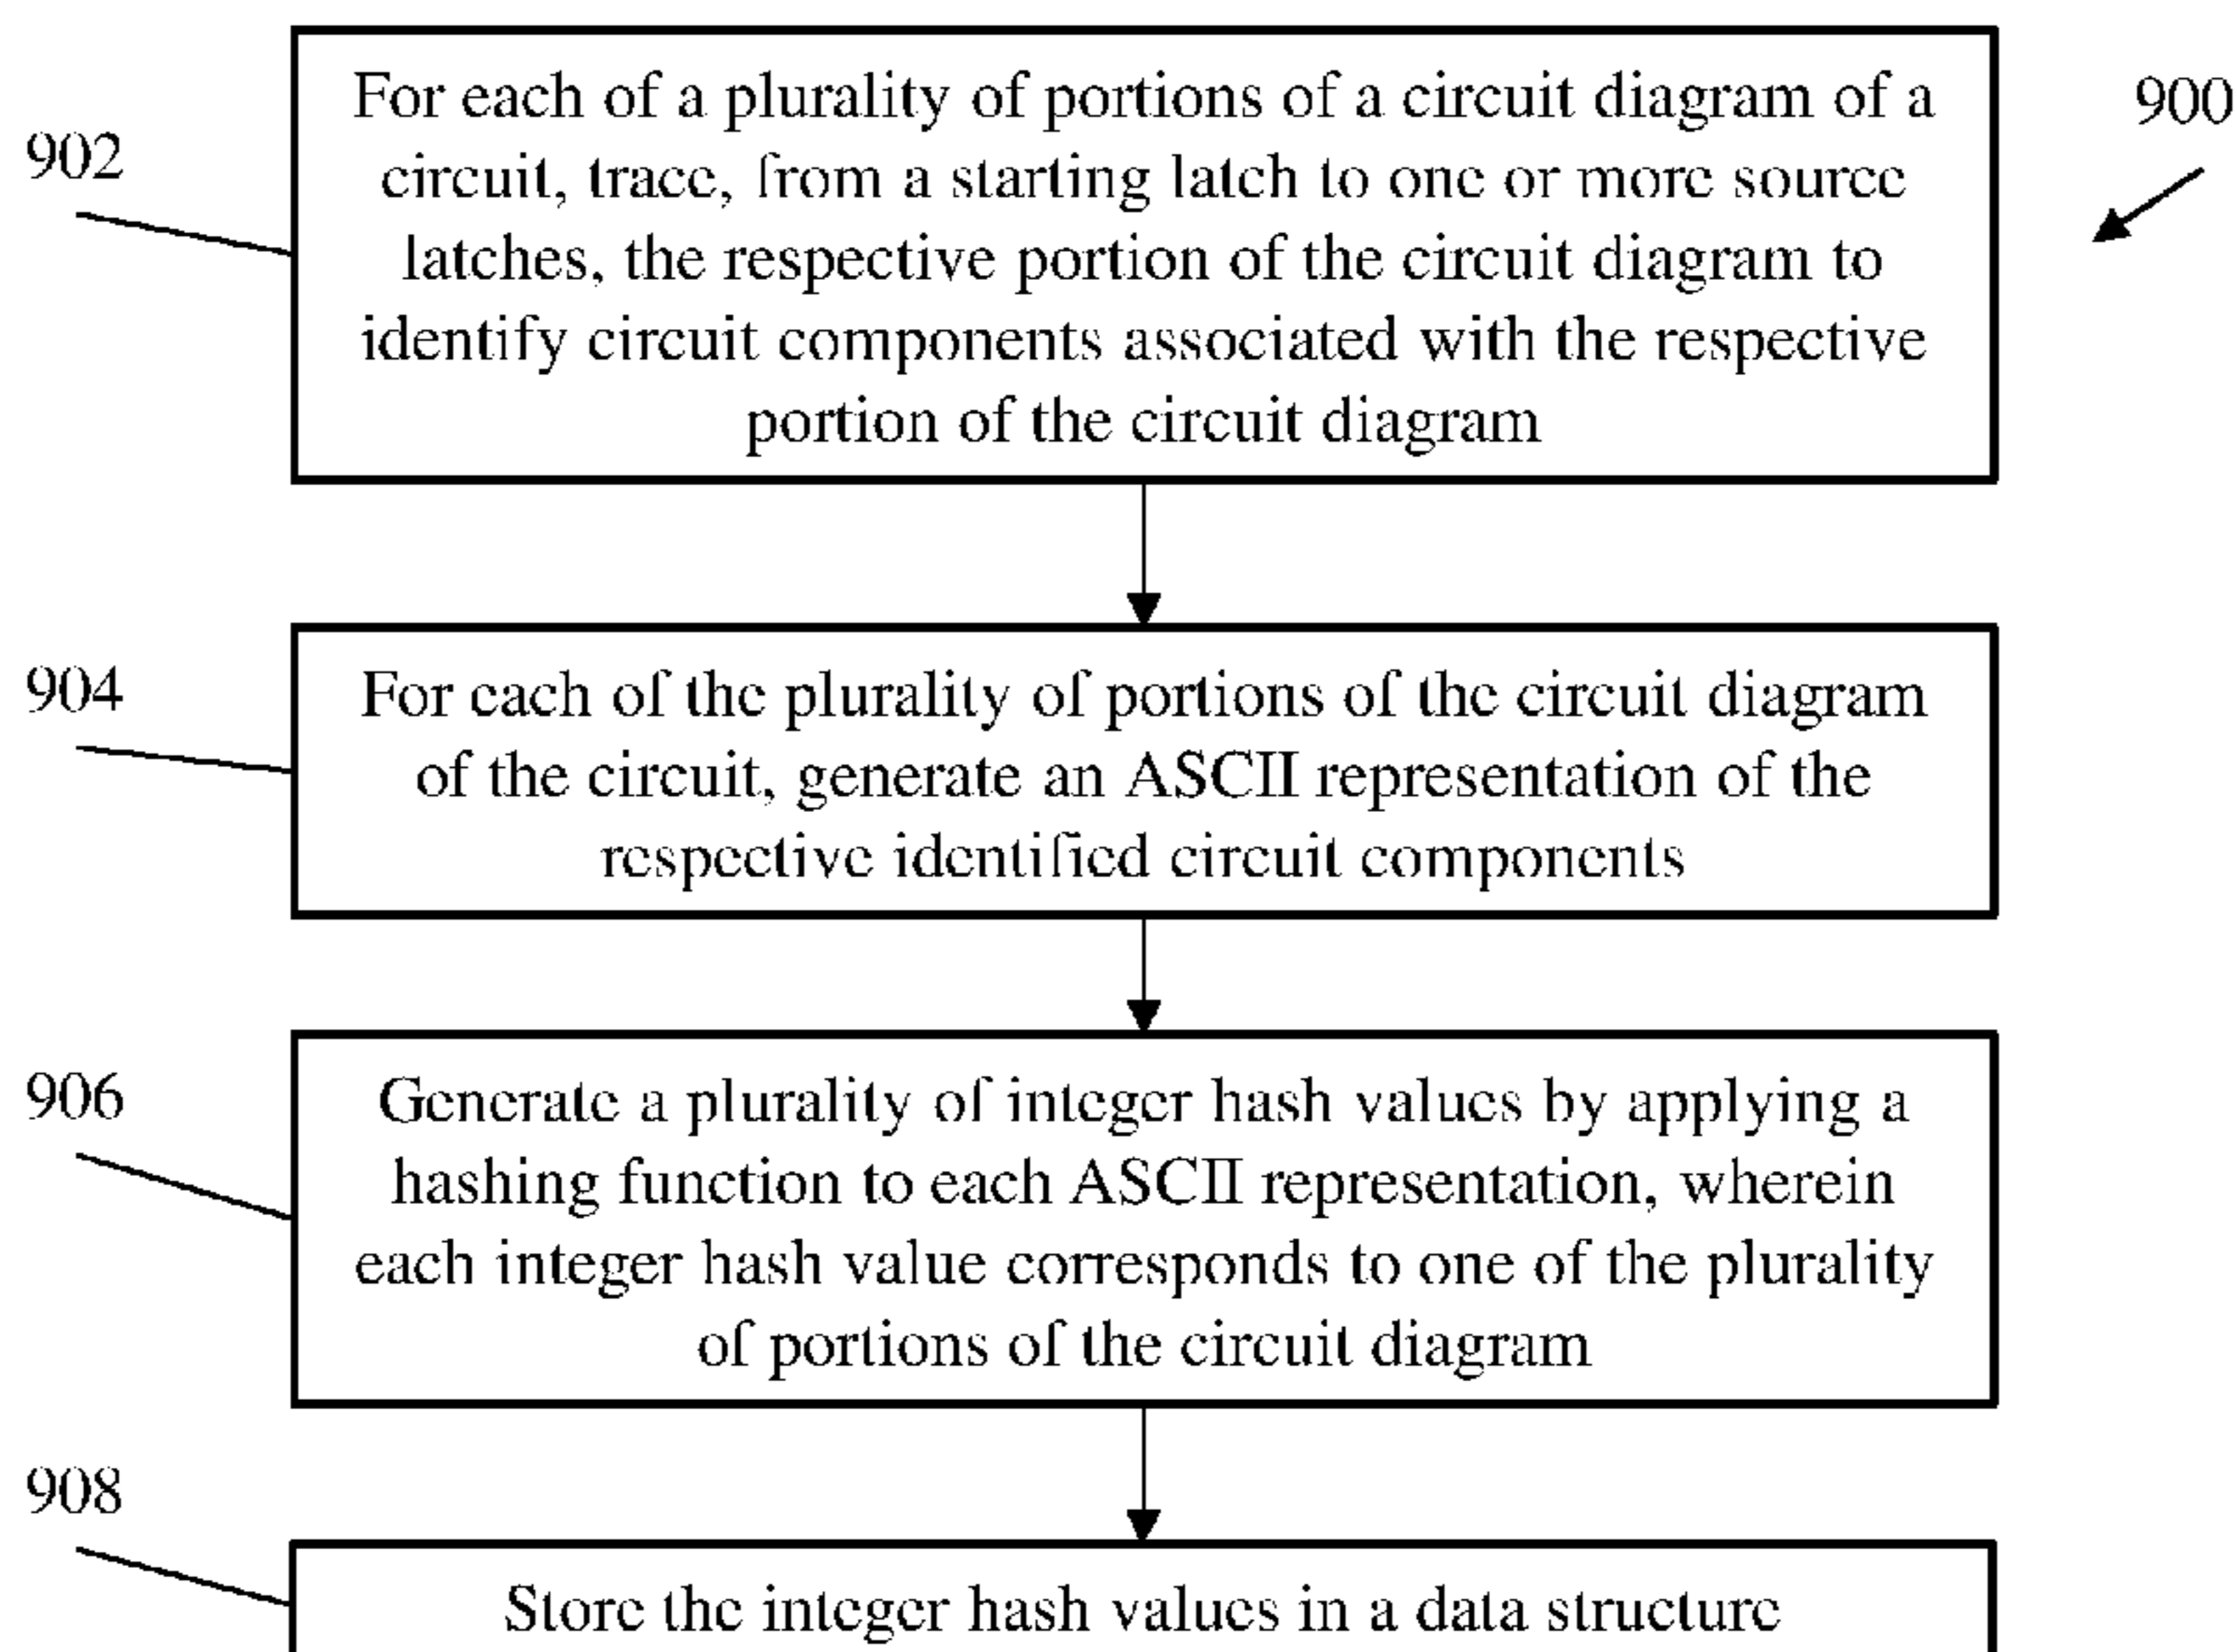 900
902
For each of a plurality of portions of a circuit diagram of a
circuit, trace, from a starting latch to one or more source
latches, the respective portion of the circuit diagram to
identify circuit components associated with the respective
portion of the circuit diagram
904
For each of the plurality of portions of the circuit diagram
of the circuit, generate an ASCII representation of the
respective identified circuit components
906
Generate a plurality of integer hash values by applying a
hashing function to each ASCII representation, wherein
each integer hash value corresponds to one of the plurality
of portions of the circuit diagram
908
Store the integer hash values in a data structure